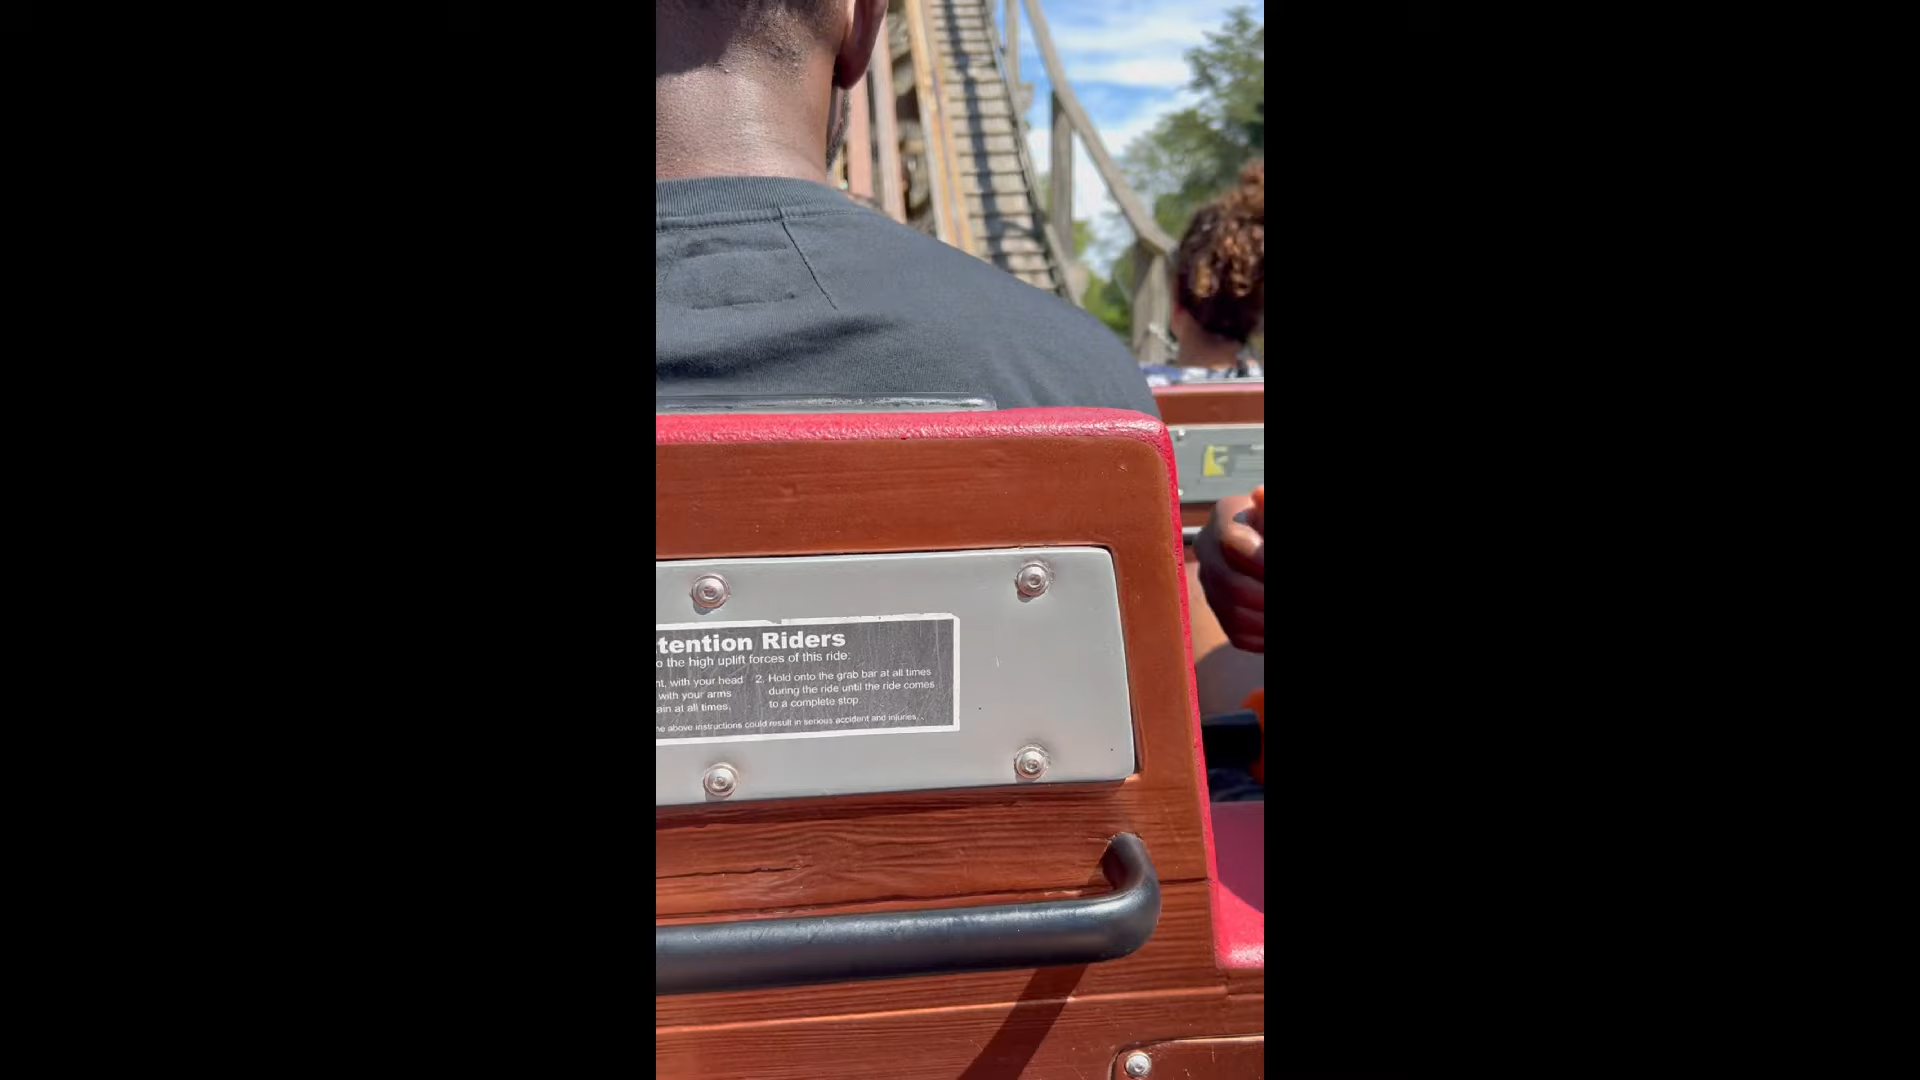 tention Riders
o the high uplift forces of this ride:
nt, with your head
with your arms
ain at all times.
2. Hold onto the grab bar at all times
during the ride until the ride comes
to a complete stop
he above instructions could result in serious accident and injuries.